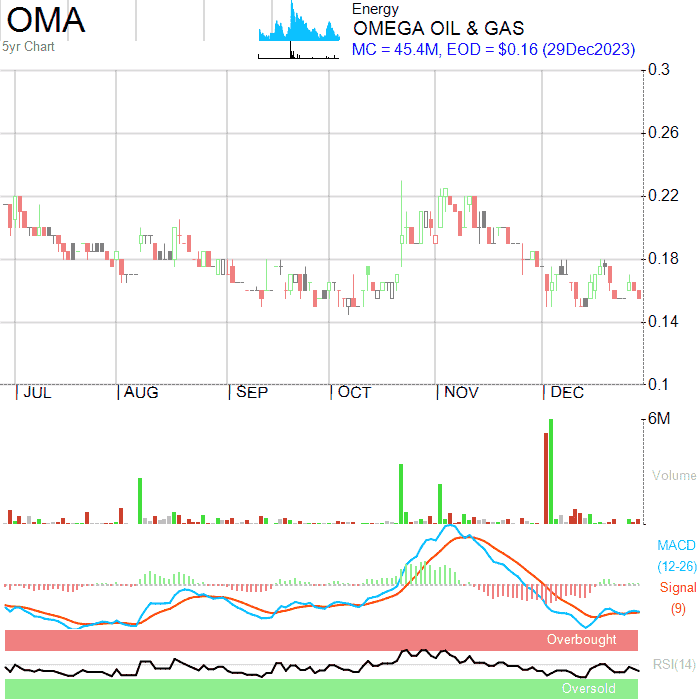 OMA
5yr Chart
Energy
OMEGA OIL & GAS
MC = 45.4M, EOD = $0.16 (29Dec2023)
0.3
0.26
0.22
0.18
0.14
0.1
JUL AUG SEP OCT NOV DEC
6M
Volume
MACD
(12-26)
Signal
(9)
Overbought
RSI(14)
Oversold